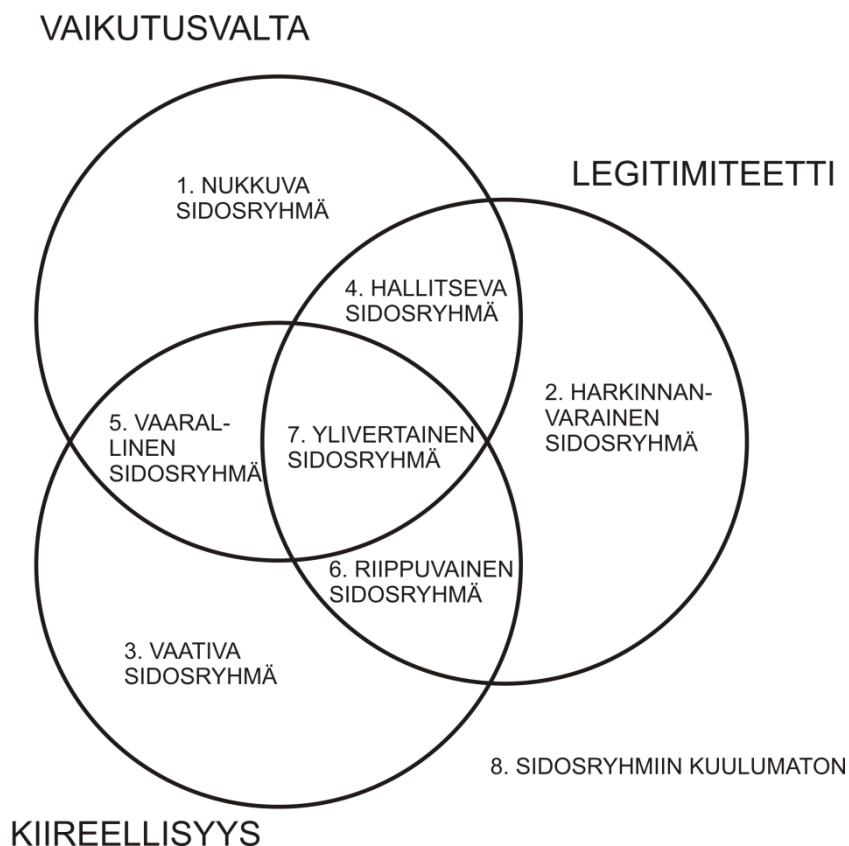 VAIKUTUSVALTA
LEGITIMITEETTI
1. NUKKUVA
SIDOSRYHMÄ
4. HALLITSEVA
SIDOSRYHMÄ
2. HARKINNAN-
VARAINEN
SIDOSRYHMÄ
5. VAARAL-
LINEN
SIDOSRYHMÄ
7. YLIVERTAINEN
SIDOSRYHMÄ
6. RIIPPUVAINEN
SIDOSRYHMÄ
3. VAATIVA
SIDOSRYHMÄ
8. SIDOSRYHMIIN KUULUMATON
KIIREELLISYYS